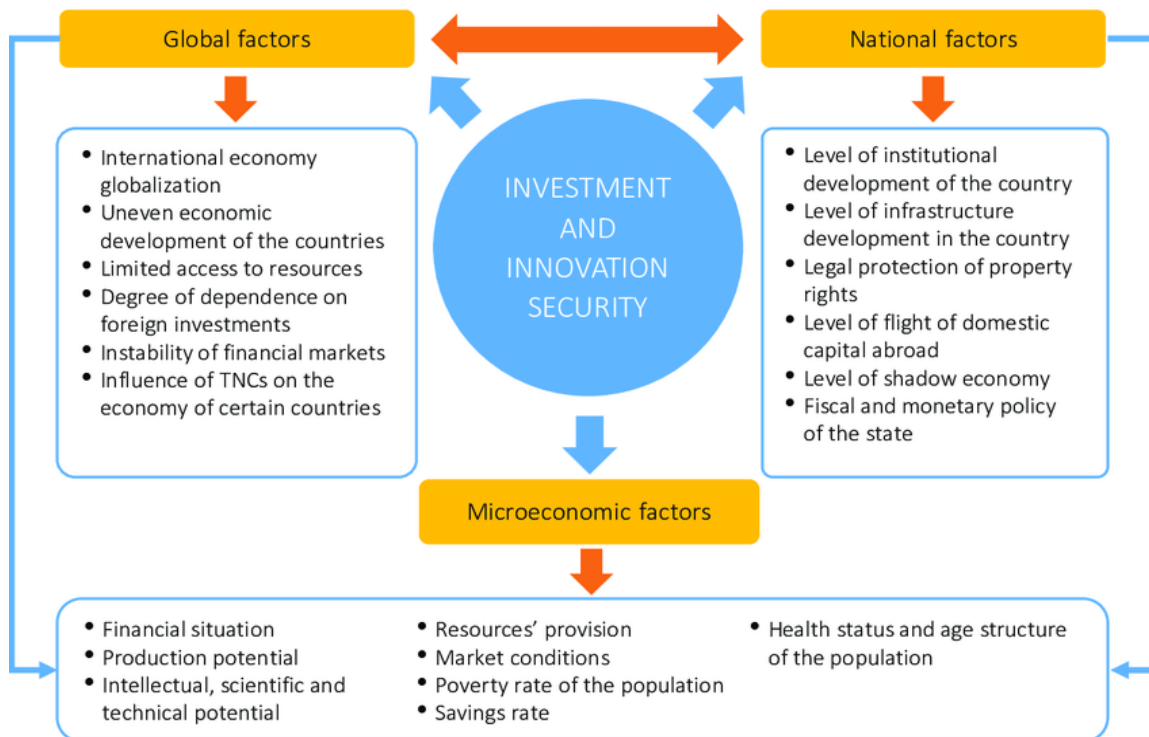 Global factors
National factors
• International economy
globalization
• Uneven economic
development of the countries
• Limited access to resources
• Degree of dependence on
foreign investments
• Instability of financial markets
• Influence of TNCs on the
economy of certain countries
INVESTMENT
AND
INNOVATION
SECURITY
• Level of institutional
development of the country
• Level of infrastructure
development in the country
• Legal protection of property
rights
• Level of flight of domestic
capital abroad
• Level of shadow economy
• Fiscal and monetary policy
of the state
Microeconomic factors
• Financial situation
• Production potential
• Intellectual, scientific and
technical potential
• Resources’ provision
• Market conditions
• Poverty rate of the population
• Savings rate
• Health status and age structure
of the population